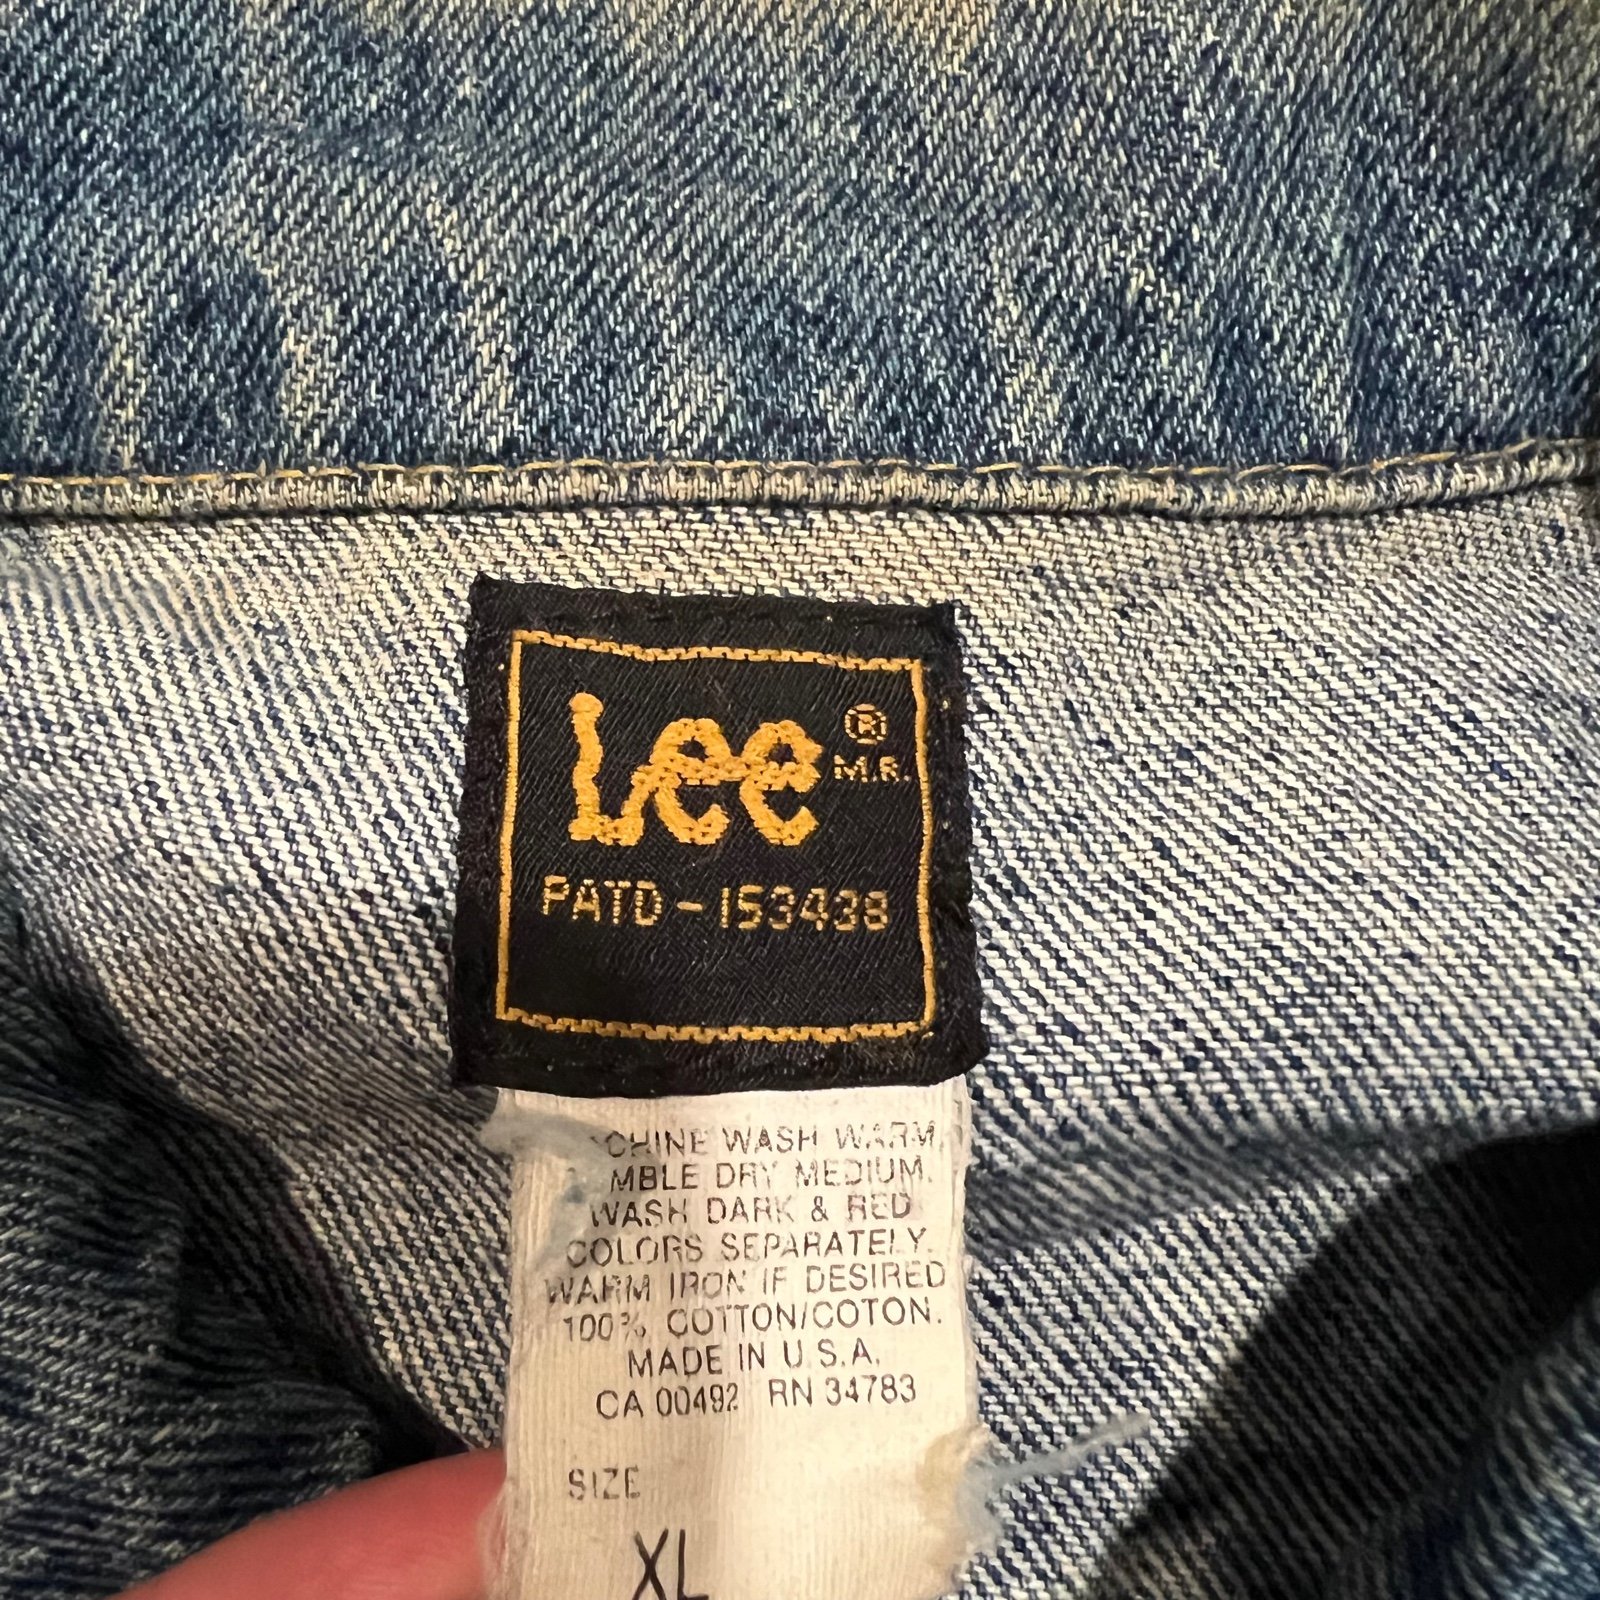 Lee ®
M.R.
PATD-153438
CHINE WASH WARM,
MBLE DRY MEDIUM.
WASH DARK & RED
COLORS SEPARATELY.
WARM IRON IF DESIRED
100% COTTON/COTON.
MADE IN U.S.A.
CA 00492 RN 34783
SIZE
XL